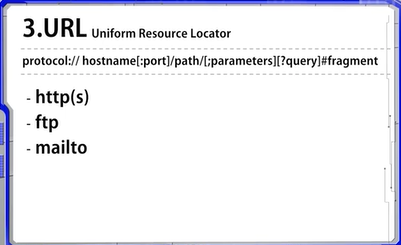 3.URL Uniform Resource Locator
protocol:// hostname[:port]/path/[;parameters][?query]#fragment
- http(s)
- ftp
- mailto